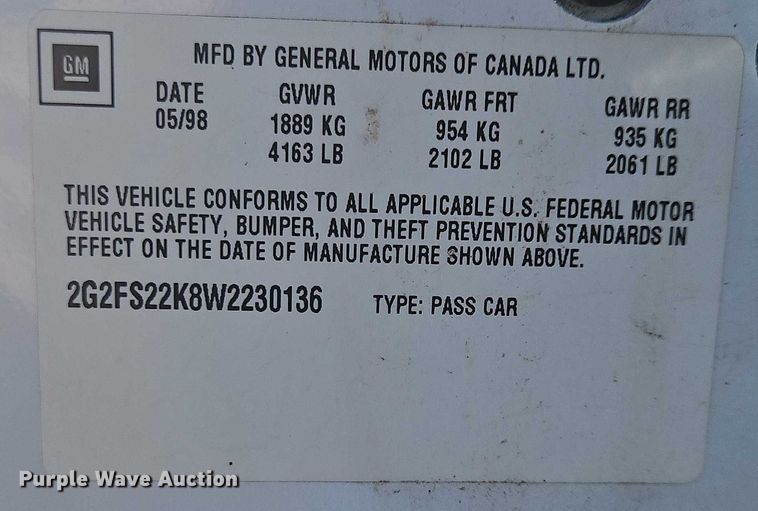 GM
MFD BY GENERAL MOTORS OF CANADA LTD.
DATE GVWR GAWR FRT GAWR RR
05/98 1889 KG 954 KG 935 KG
4163 LB 2102 LB 2061 LB
THIS VEHICLE CONFORMS TO ALL APPLICABLE U.S. FEDERAL MOTOR
VEHICLE SAFETY, BUMPER, AND THEFT PREVENTION STANDARDS IN
EFFECT ON THE DATE OF MANUFACTURE SHOWN ABOVE.
2G2FS22K8W2230136 TYPE: PASS CAR
Purple Wave Auction